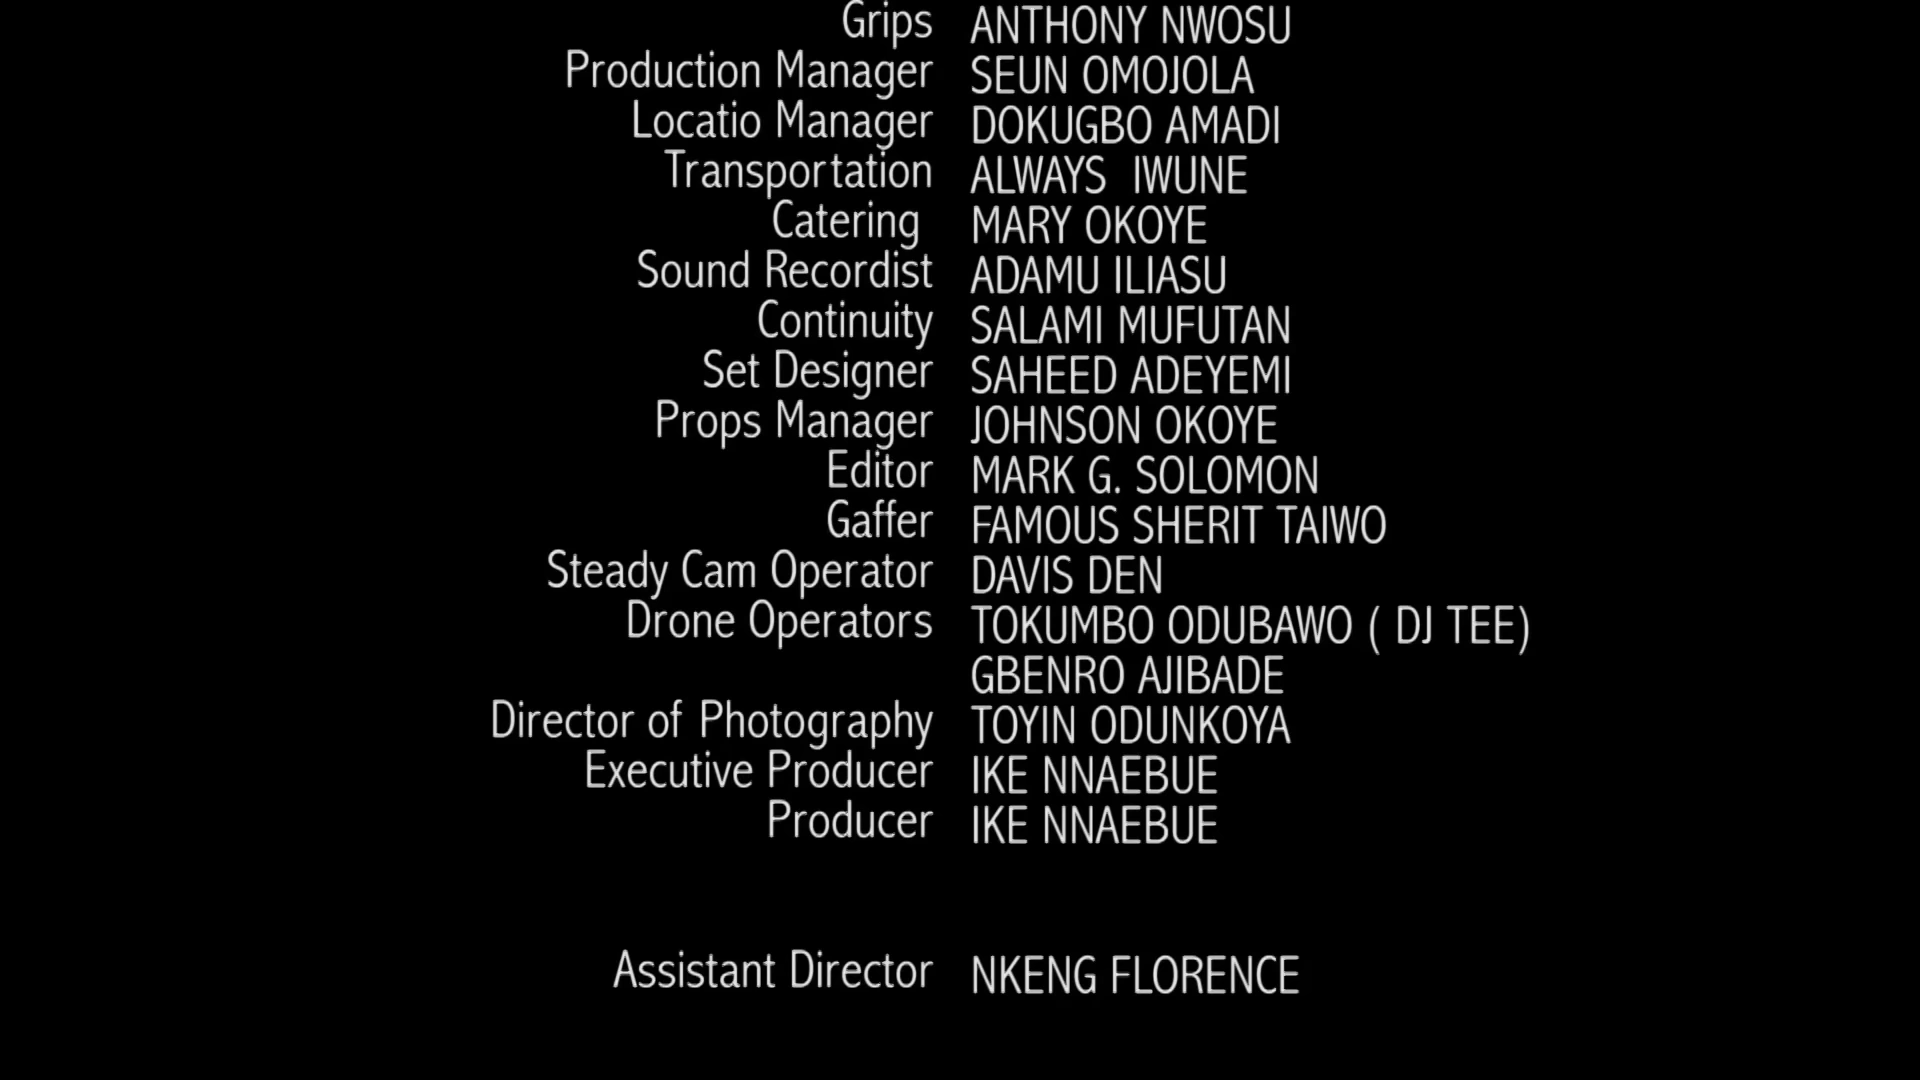 Grips ANTHONY NWOSU
Production Manager SEUN OMOJOLA
Locatio Manager DOKUGBO AMADI
Transportation ALWAYS IWUNE
Catering MARY OKOYE
Sound Recordist ADAMU ILIASU
Continuity SALAMI MUFUTAN
Set Designer SAHEED ADEYEMI
Props Manager JOHNSON OKOYE
Editor MARK G. SOLOMON
Gaffer FAMOUS SHERIT TAIWO
Steady Cam Operator DAVIS DEN
Drone Operators TOKUMBO ODUBAWO ( DJ TEE)
GBENRO AJIBADE
Director of Photography TOYIN ODUNKOYA
Executive Producer IKE NNAEBUE
Producer IKE NNAEBUE
Assistant Director NKENG FLORENCE